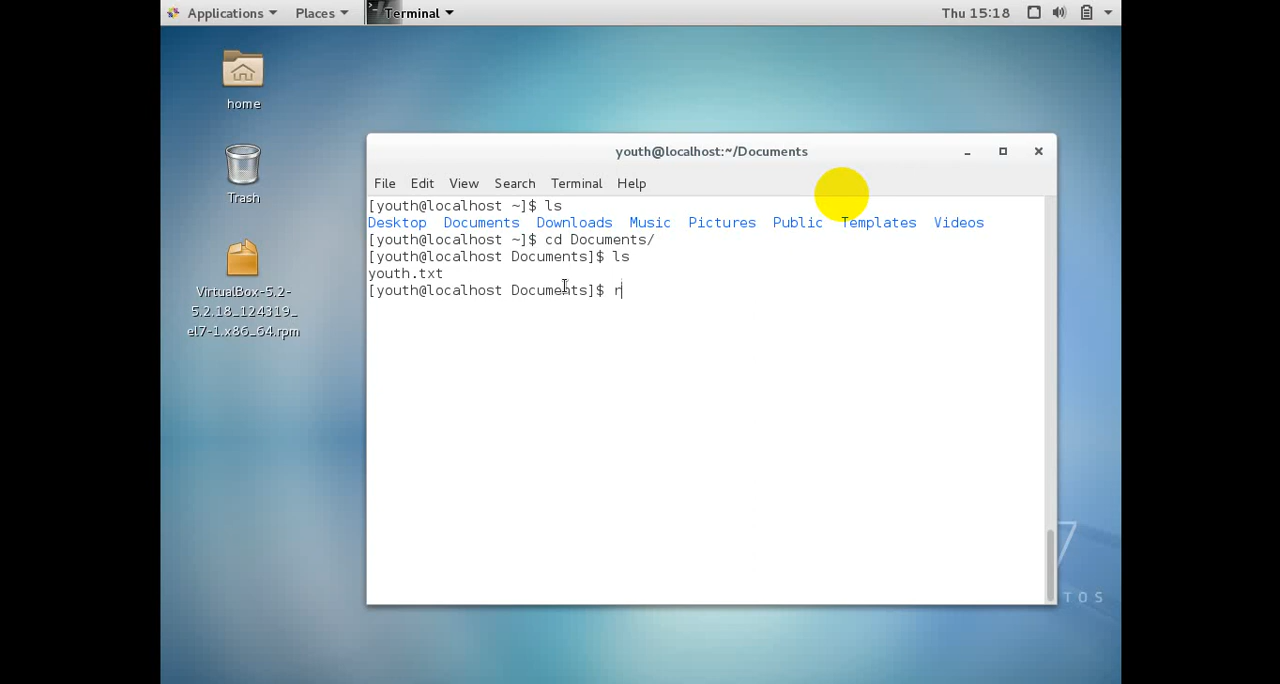 Applications Places Terminal Thu 15:18
home
Trash
VirtualBox-5.2-
5.2.18_124319_
el7-1.x86_64.rpm
youth@localhost:~/Documents
File Edit View Search Terminal Help
[youth@localhost ~]$ ls
Desktop Documents Downloads Music Pictures Public Templates Videos
[youth@localhost ~]$ cd Documents/
[youth@localhost Documents]$ ls
youth.txt
[youth@localhost Documents]$ r
7
TOS